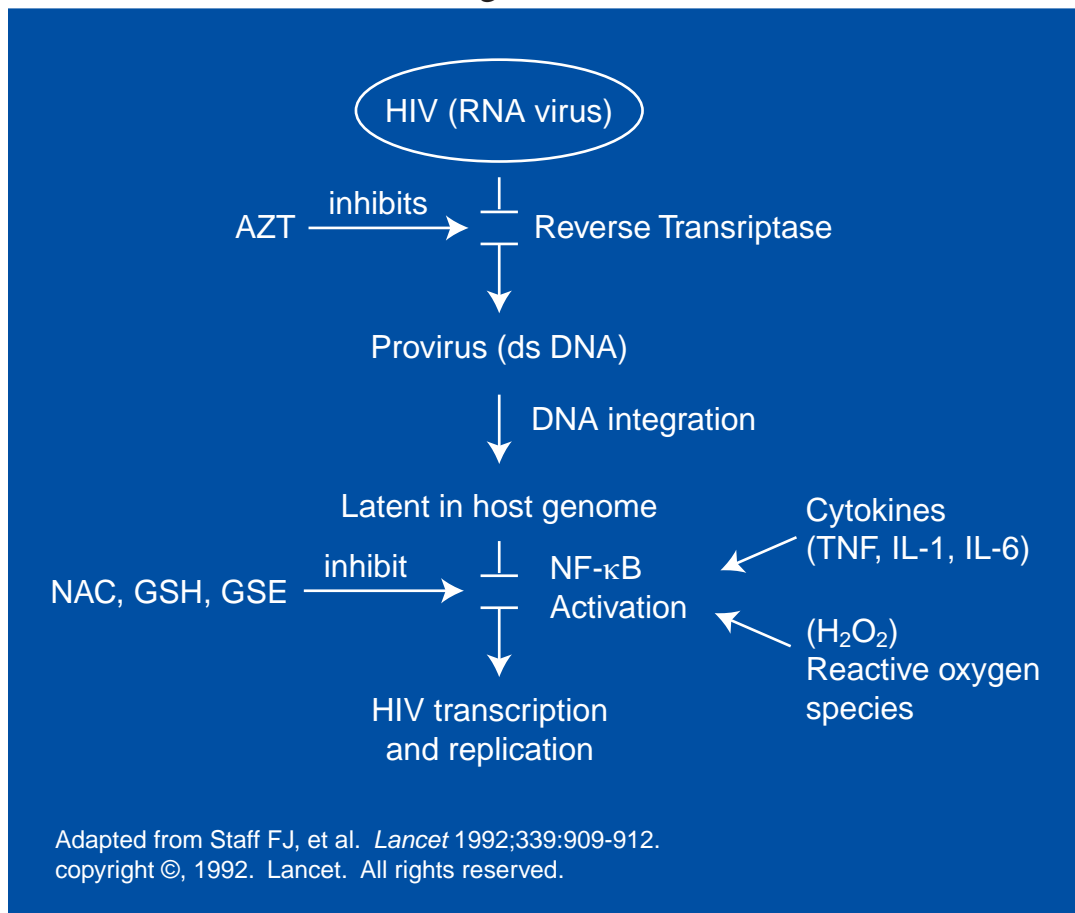 HIV (RNA virus)
inhibits
AZT
Reverse Transriptase
Provirus (ds DNA)
DNA integration
Latent in host genome
Cytokines
(TNF, IL-1, IL-6)
inhibit
NAC, GSH, GSE
NF-κB
Activation
(H₂O₂)
Reactive oxygen
species
HIV transcription
and replication
Adapted from Staff FJ, et al. Lancet 1992;339:909-912.
copyright ©, 1992. Lancet. All rights reserved.